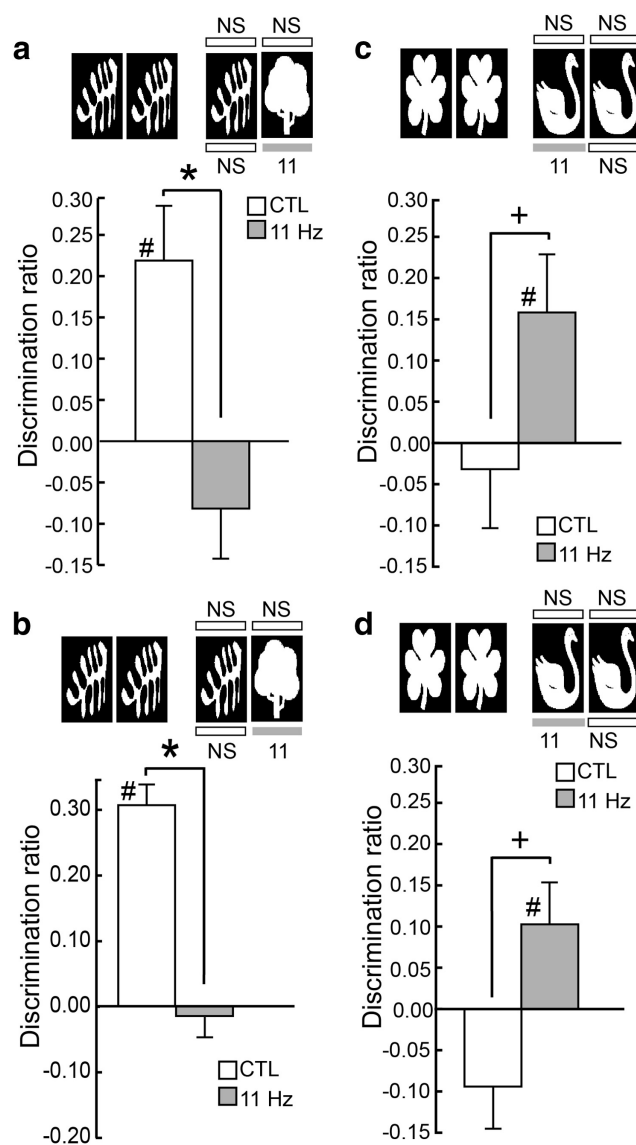 a
NS NS
NS 11
*
CTL
11 Hz
#
Discrimination ratio
0.30
0.25
0.20
0.15
0.10
0.05
0.00
-0.05
-0.10
-0.15
c
NS NS
11 NS
+
#
Discrimination ratio
0.30
0.25
0.20
0.15
0.10
0.05
0.00
-0.05
-0.10
-0.15
CTL
11 Hz
b
NS NS
NS 11
*
#
Discrimination ratio
0.30
0.20
0.10
0.00
-0.10
-0.20
CTL
11 Hz
d
NS NS
11 NS
CTL
11 Hz
+
#
Discrimination ratio
0.30
0.25
0.20
0.15
0.10
0.05
0.00
-0.05
-0.10
-0.15